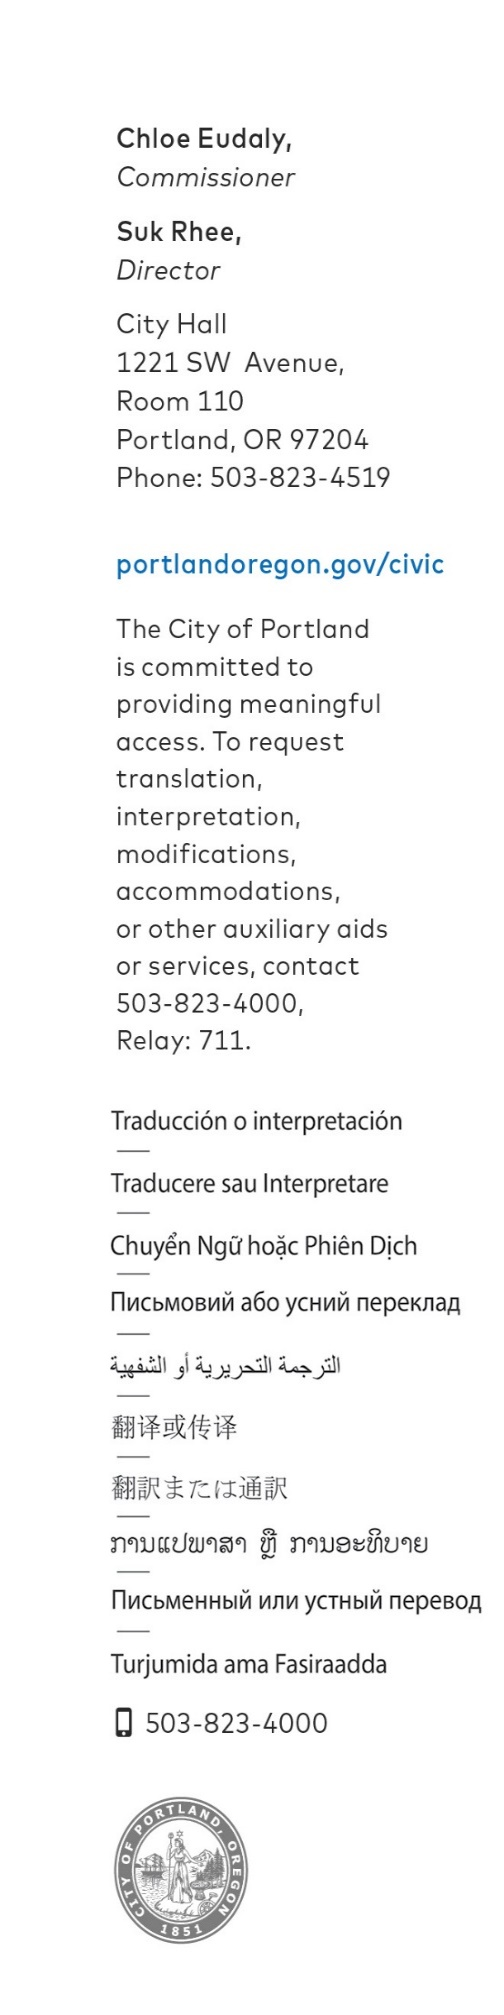 Chloe Eudaly,
Commissioner
Suk Rhee,
Director
City Hall
1221 SW  Avenue,
Room 110
Portland, OR 97204
Phone: 503-823-4519
portlandoregon.gov/civic
The City of Portland
is committed to
providing meaningful
access. To request
translation,
interpretation,
modifications,
accommodations,
or other auxiliary aids
or services, contact
503-823-4000,
Relay: 711.
Traducción o interpretación
Traducere sau Interpretare
Chuyển Ngữ hoặc Phiên Dịch
Письмовий або усний переклад
الترجمة التحريرية أو الشفهية
翻译或传译
翻訳または通訳
ການແປພາສາ ຫຼື ການອະທິບາຍ
Письменный или устный перевод
Turjumida ama Fasiraadda
503-823-4000
CITY OF PORTLAND, OREGON
1851